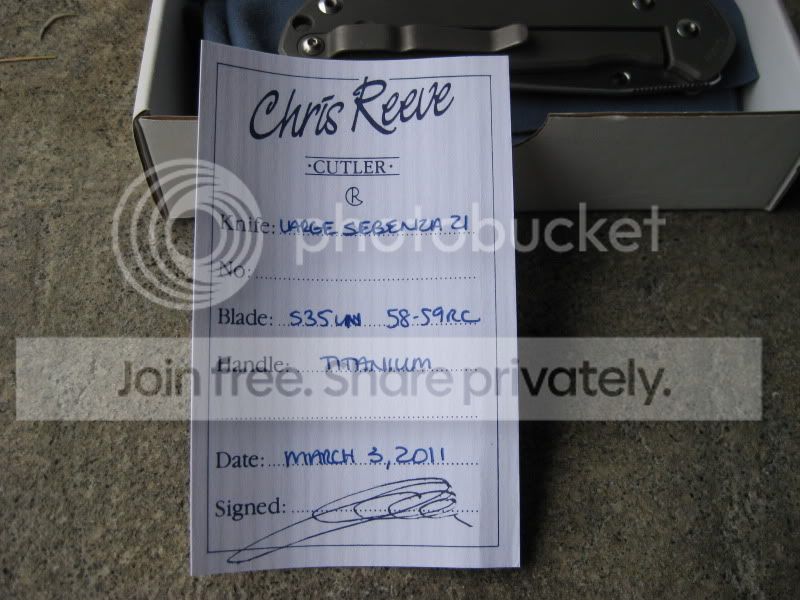 Chris Reeve
·CUTLER·
R
Knife: LARGE SEBENZA 21
No:
Blade: S35VN 58-59RC
Handle: TITANIUM
Date: MARCH 3, 2011
Signed:
photobucket
Join free. Share privately.